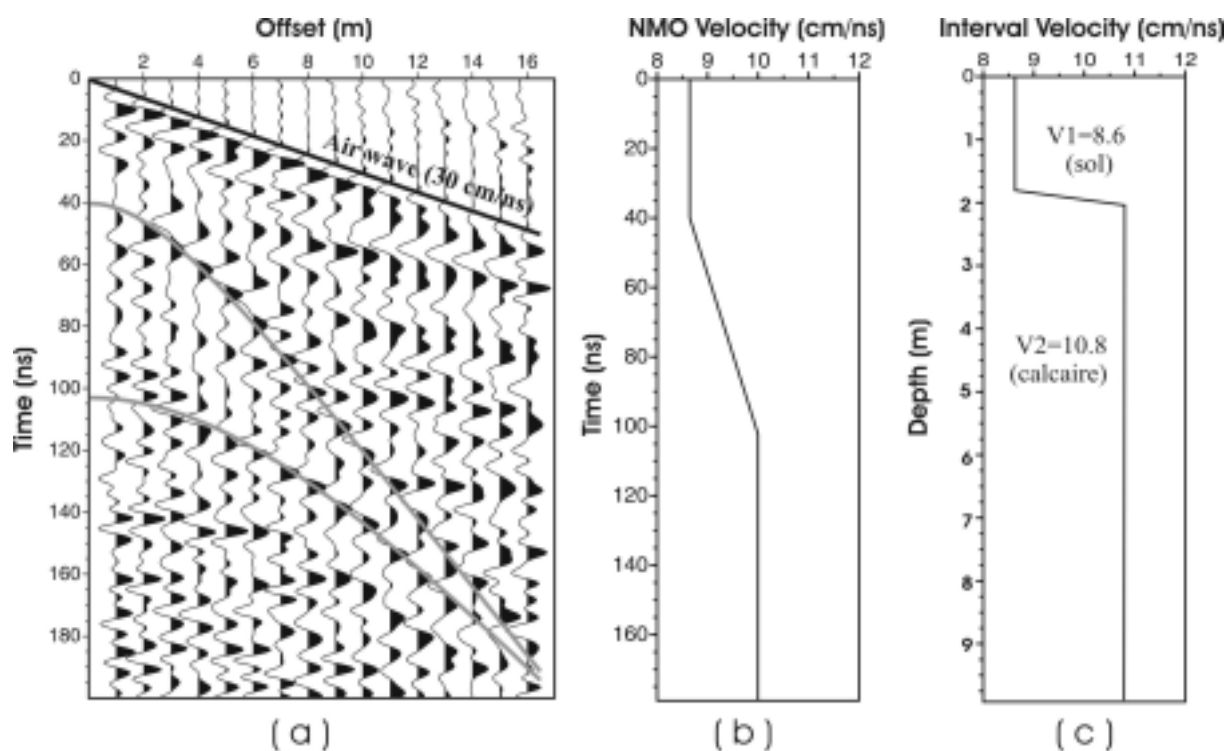 Offset (m)
2 4 6 8 10 12 14 16
0
20
40
60
80
100
120
140
160
180
Time (ns)
Air wave (30 cm/ns)
( a )
NMO Velocity (cm/ns)
8 9 10 11 12
0
20
40
60
80
100
120
140
160
Time (ns)
( b )
Interval Velocity (cm/ns)
8 9 10 11 12
0
1
2
3
4
5
6
7
8
9
Depth (m)
V1=8.6
(sol)
V2=10.8
(calcaire)
( c )